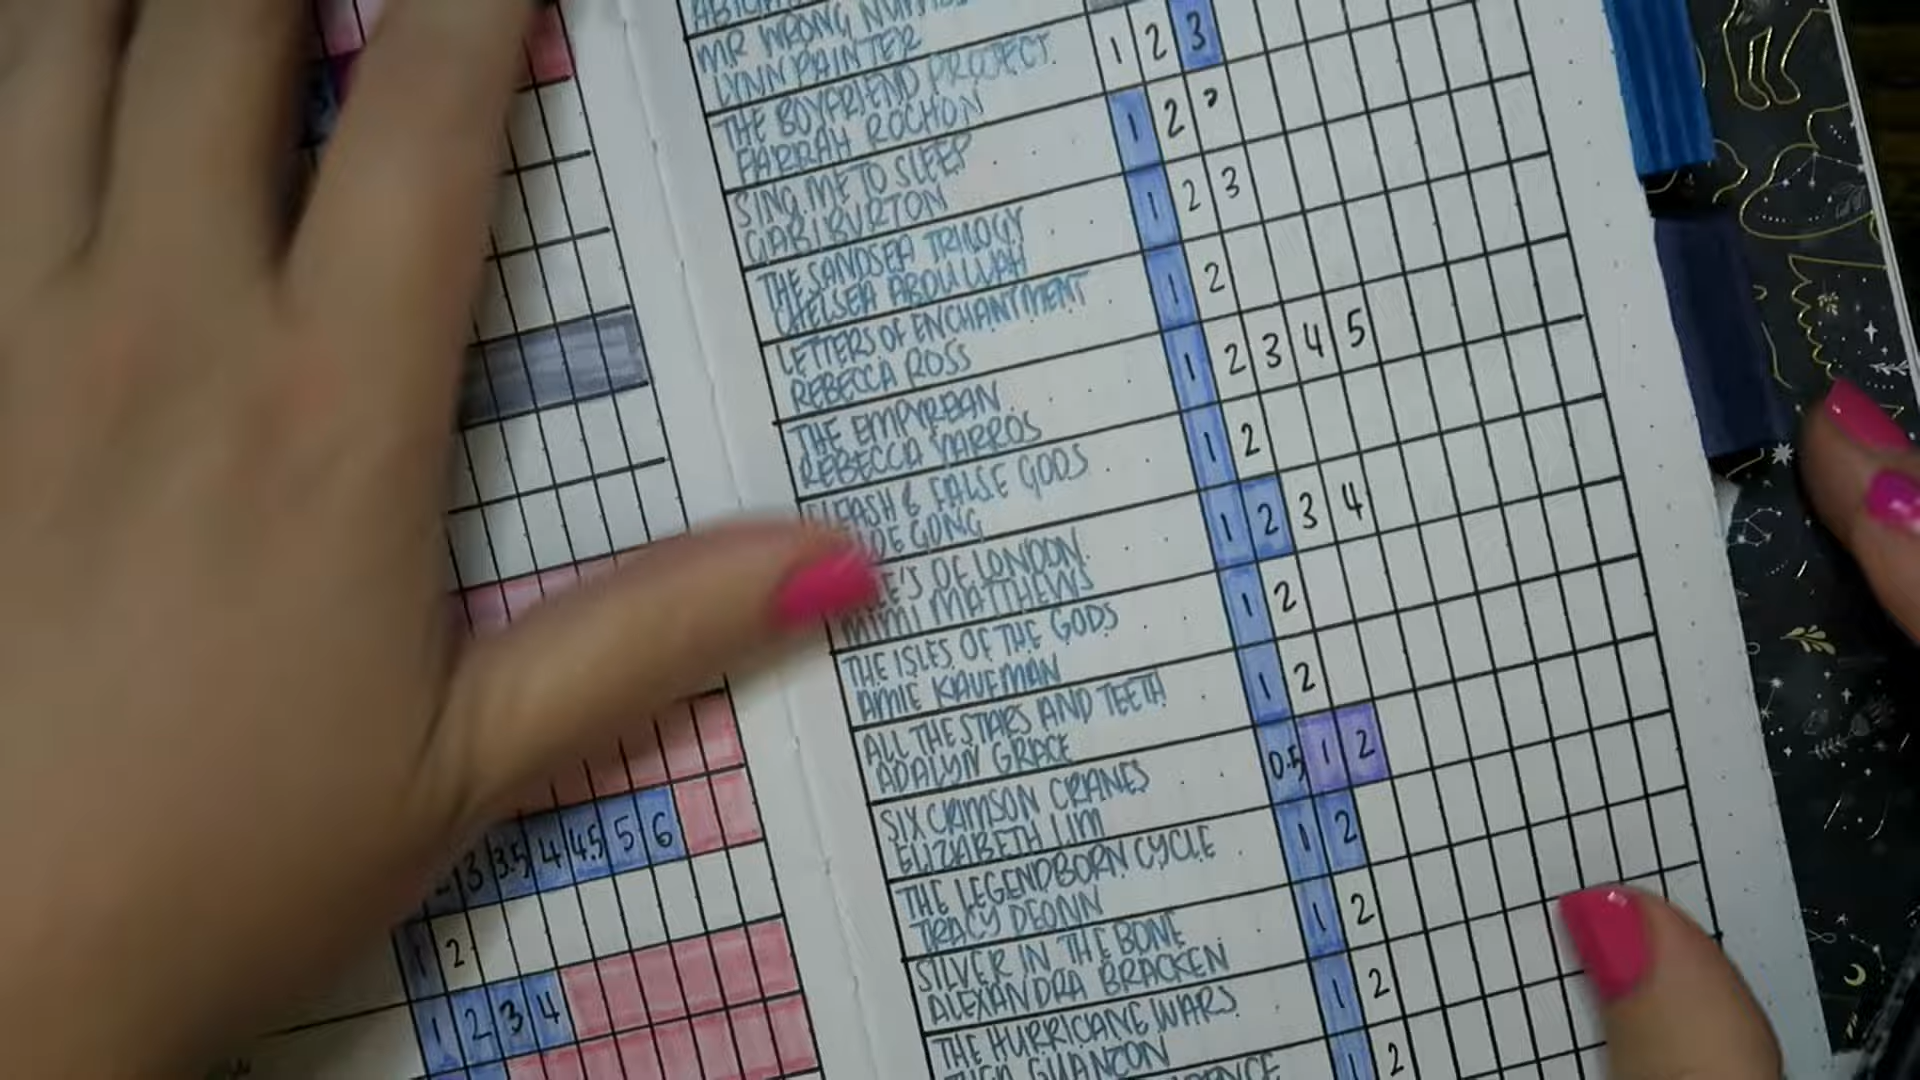 MR WRONG
LYNN PAINTER
1 2 3
THE BOYFRIEND PROJECT
FARRAH ROCHON
1 2
SING ME TO SLEEP
GABI BURTON
1 2 3
THE SANDSEA TRILOGY
CHELSEA ABDULLAH
1 2
LETTERS OF ENCHANTMENT
REBECCA ROSS
1 2 3 4 5
THE EMPYREAN
REBECCA YARROS
1 2
& FALSE GODS
GONG
1 2 3 4
OF LONDON
MIMI MATTHEWS
1 2
THE ISLES OF THE GODS
AMIE KAUFMAN
1 2
ALL THE STARS AND TEETH
ADALYN GRACE
0.5 1 2
SIX CRIMSON CRANES
ELIZABETH LIM
1 2
THE LEGENDBORN CYCLE
TRACY DEONN
1 2
SILVER IN THE BONE
ALEXANDRA BRACKEN
1 2
THE HURRICANE WARS
THEA GUANZON
1 2
3 3.5 4 4.5 5 6
1 2
1 2 3 4